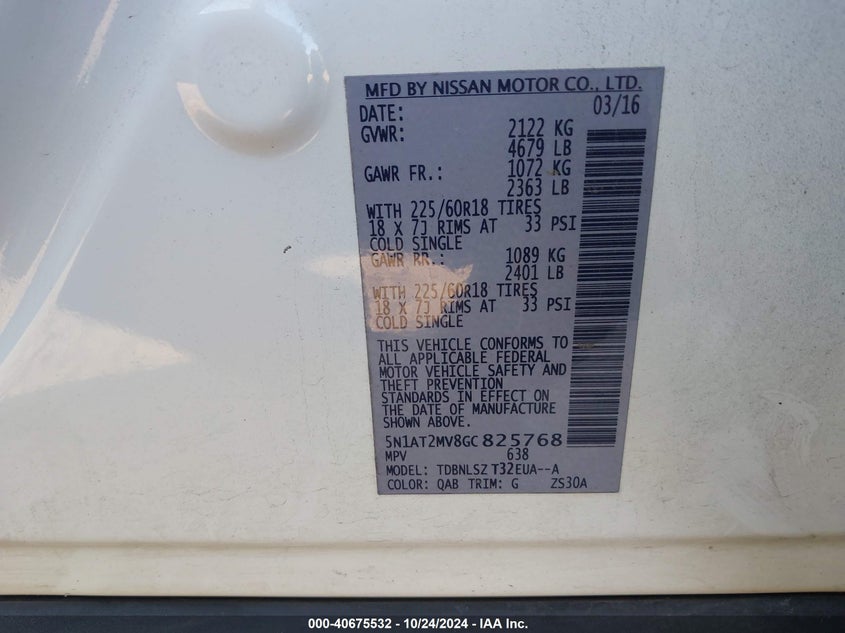 MFD BY NISSAN MOTOR CO., LTD.
DATE: 03/16
GVWR: 2122 KG
4679 LB
GAWR FR.: 1072 KG
2363 LB
WITH 225/60R18 TIRES
18 X 7J RIMS AT 33 PSI
COLD SINGLE
GAWR RR.: 1089 KG
2401 LB
WITH 225/60R18 TIRES
18 X 7J RIMS AT 33 PSI
COLD SINGLE
THIS VEHICLE CONFORMS TO
ALL APPLICABLE FEDERAL
MOTOR VEHICLE SAFETY AND
THEFT PREVENTION
STANDARDS IN EFFECT ON
THE DATE OF MANUFACTURE
SHOWN ABOVE.
5N1AT2MV8GC825768
MPV 638
MODEL: TDBNLSZ T32EUA--A
COLOR: QAB TRIM: G ZS30A
000-40675532 - 10/24/2024 - IAA Inc.